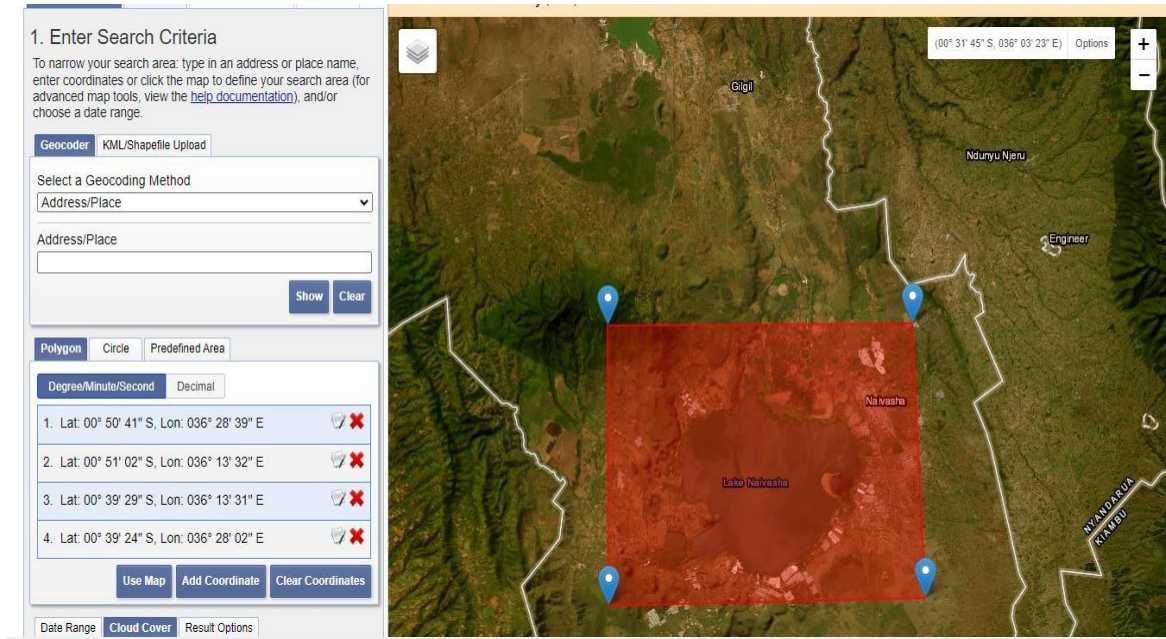 1. Enter Search Criteria
To narrow your search area: type in an address or place name,
enter coordinates or click the map to define your search area (for
advanced map tools, view the help documentation), and/or
choose a date range.
Geocoder KML/Shapefile Upload
Select a Geocoding Method
Address/Place
Address/Place
Show Clear
Polygon Circle Predefined Area
Degree/Minute/Second Decimal
1. Lat: 00° 50' 41" S, Lon: 036° 28' 39" E
2. Lat: 00° 51' 02" S, Lon: 036° 13' 32" E
3. Lat: 00° 39' 29" S, Lon: 036° 13' 31" E
4. Lat: 00° 39' 24" S, Lon: 036° 28' 02" E
Use Map Add Coordinate Clear Coordinates
Date Range Cloud Cover Result Options
(00° 31' 45" S, 036° 03' 23" E) Options
+
−
Gilgil
Ndunyu Njeru
Engineer
Naivasha
Lake Naivasha
NYANDARUA
KIAMBU